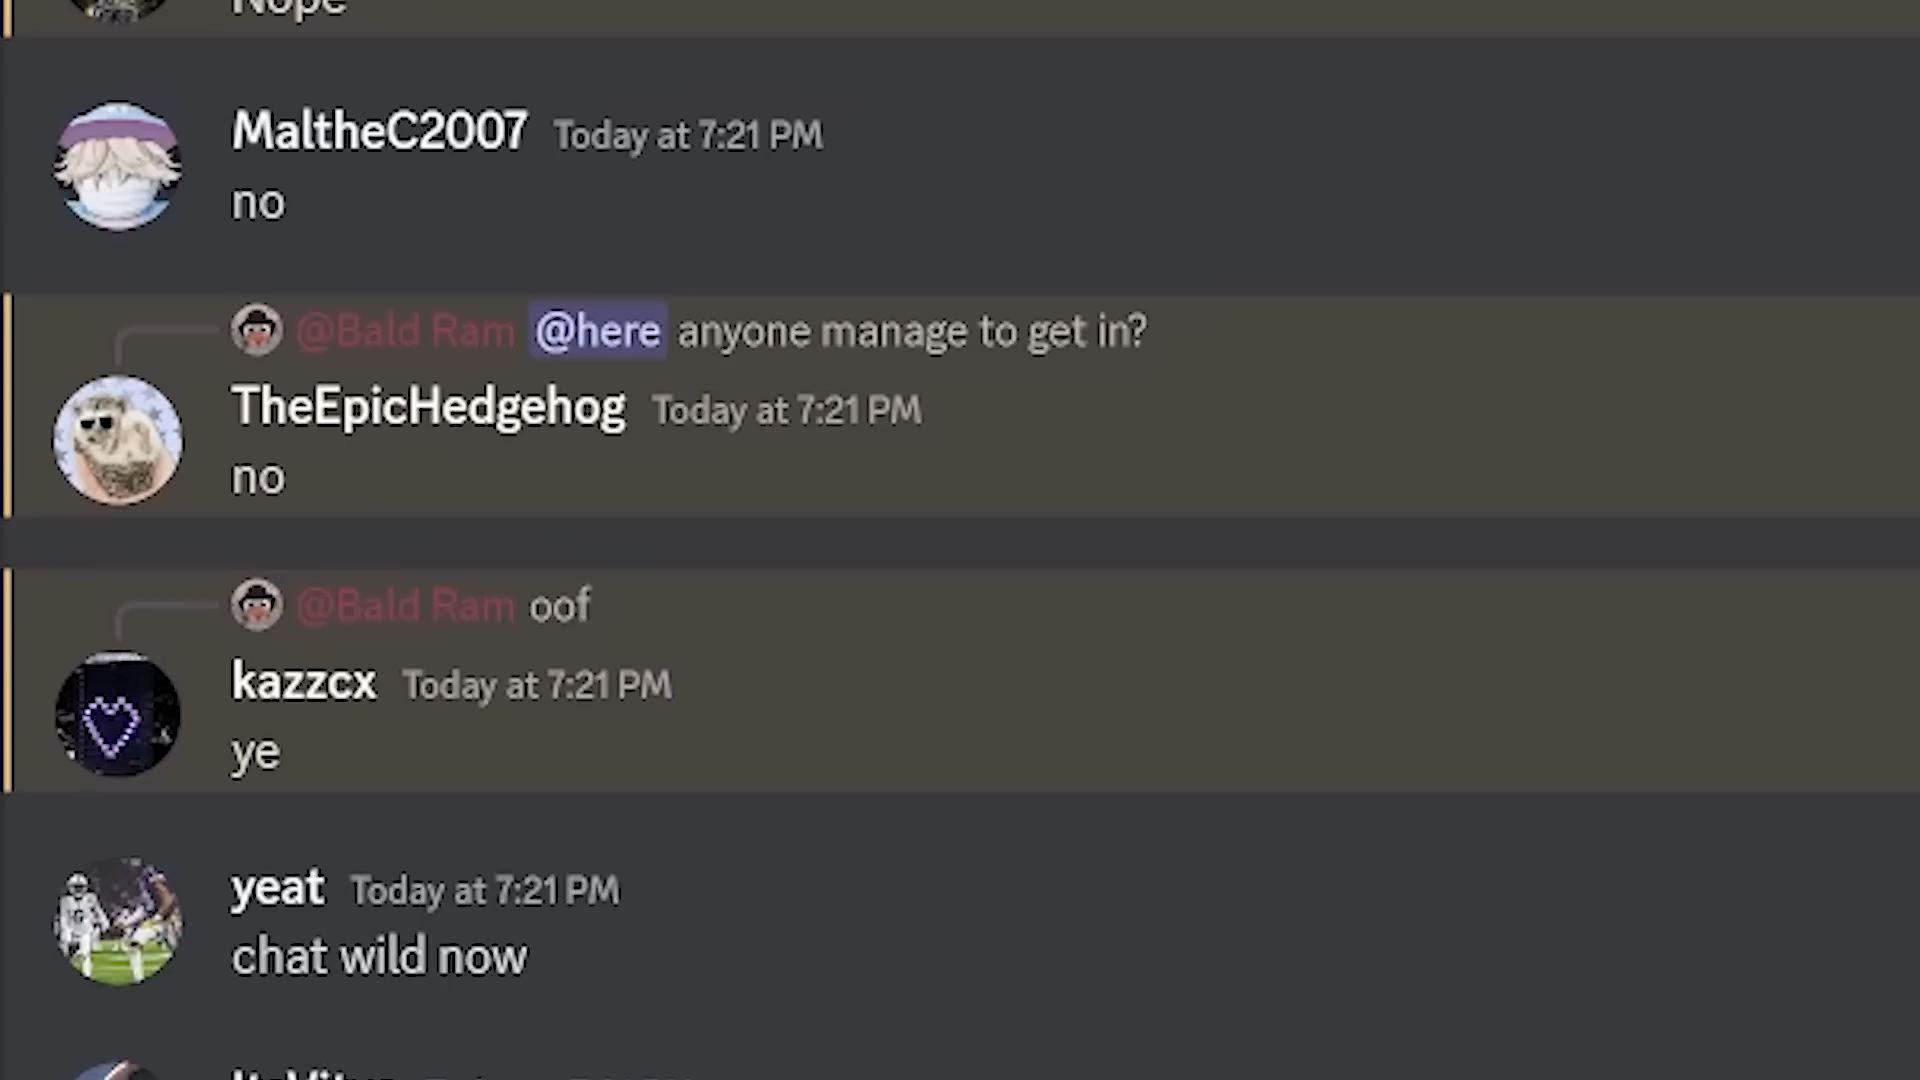 Nope
MaltheC2007 Today at 7:21 PM
no
@Bald Ram @here anyone manage to get in?
TheEpicHedgehog Today at 7:21 PM
no
@Bald Ram oof
kazzcx Today at 7:21 PM
ye
yeat Today at 7:21 PM
chat wild now